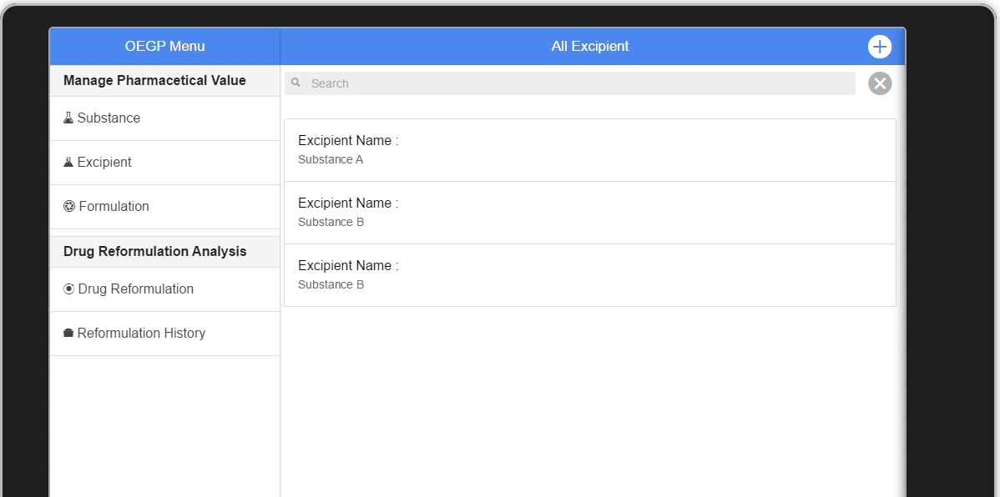 OEGP Menu
All Excipient
Manage Pharmacetical Value
Substance
Excipient
Formulation
Drug Reformulation Analysis
Drug Reformulation
Reformulation History
Search
Excipient Name :
Substance A
Excipient Name :
Substance B
Excipient Name :
Substance B